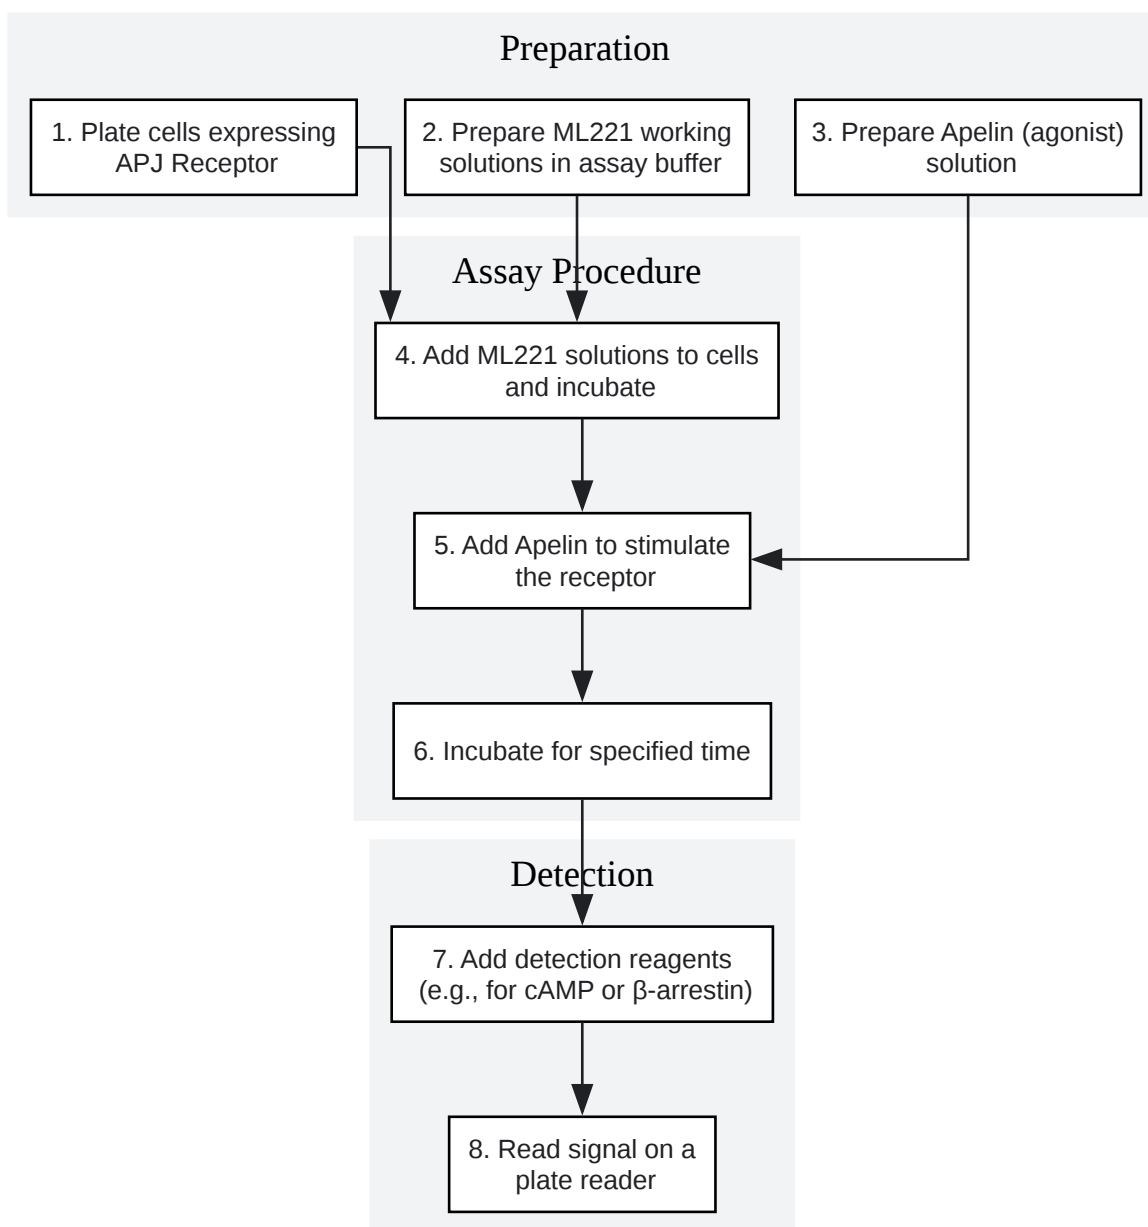 Preparation
1. Plate cells expressing
APJ Receptor
2. Prepare ML221 working
solutions in assay buffer
3. Prepare Apelin (agonist)
solution
Assay Procedure
4. Add ML221 solutions to cells
and incubate
5. Add Apelin to stimulate
the receptor
6. Incubate for specified time
Detection
7. Add detection reagents
(e.g., for cAMP or β-arrestin)
8. Read signal on a
plate reader